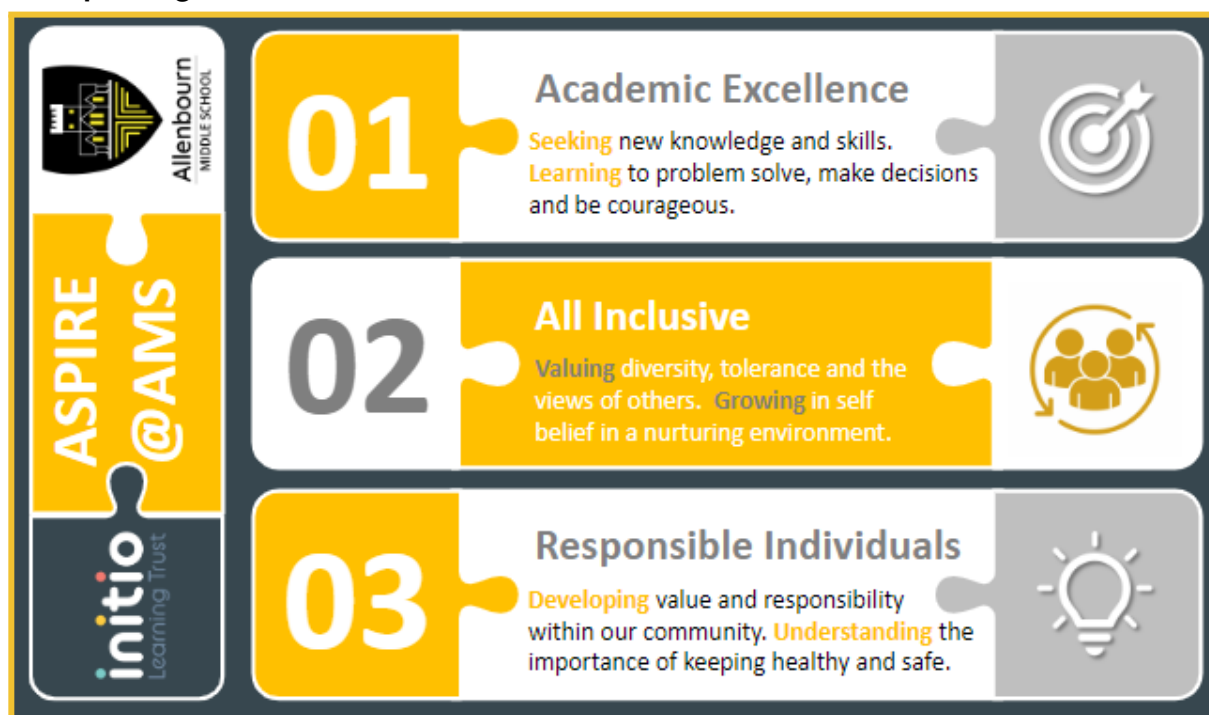 Allenbourn
MIDDLE SCHOOL
ASPIRE
@AMS
initio
Learning Trust
01
Academic Excellence
Seeking new knowledge and skills.
Learning to problem solve, make decisions
and be courageous.
02
All Inclusive
Valuing diversity, tolerance and the
views of others. Growing in self
belief in a nurturing environment.
03
Responsible Individuals
Developing value and responsibility
within our community. Understanding the
importance of keeping healthy and safe.